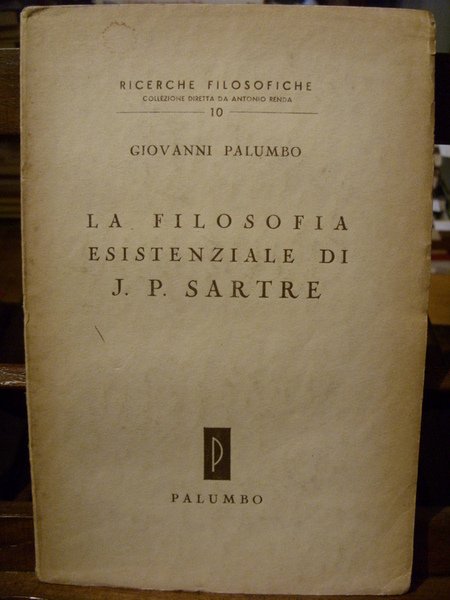 RICERCHE FILOSOFICHE
COLLEZIONE DIRETTA DA ANTONIO RENDA
10
GIOVANNI PALUMBO
LA FILOSOFIA
ESISTENZIALE DI
J. P. SARTRE
P
PALUMBO